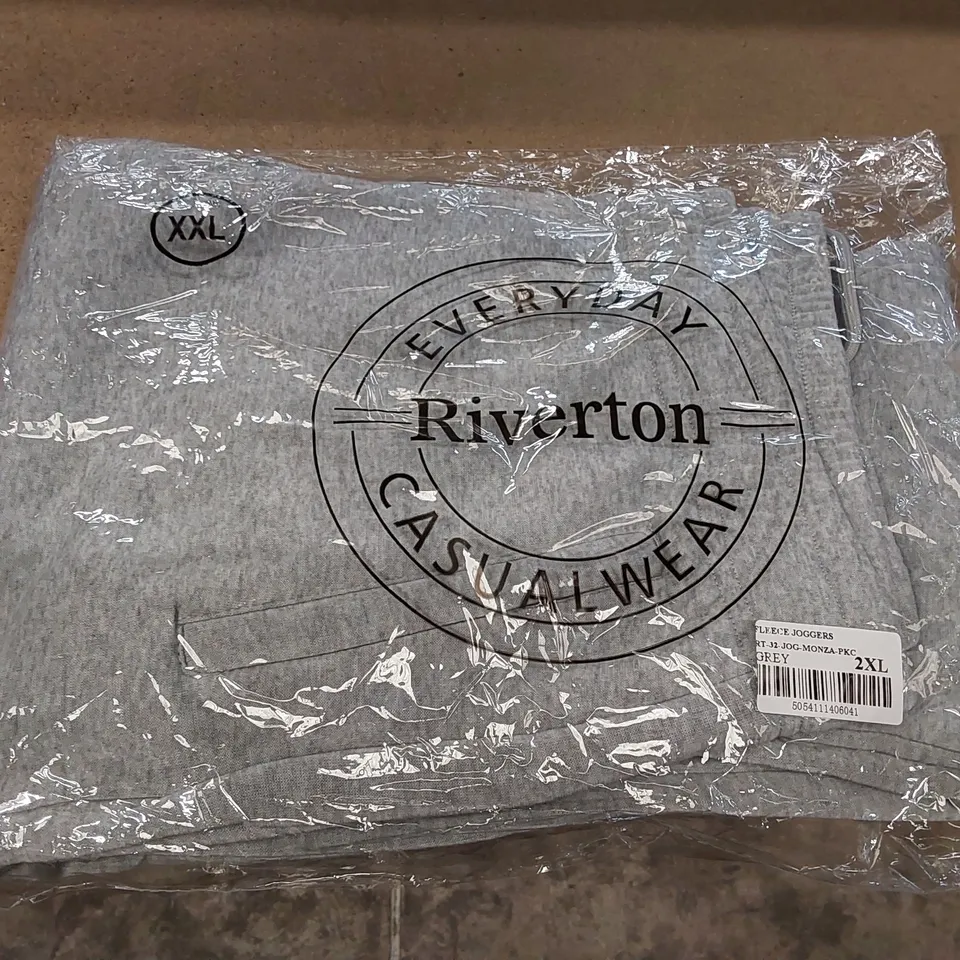 XXL
EVERYDAY
Riverton
CASUALWEAR
FLEECE JOGGERS
RT-32-JOG-MONZA-PKC
GREY 2XL
5054111406041